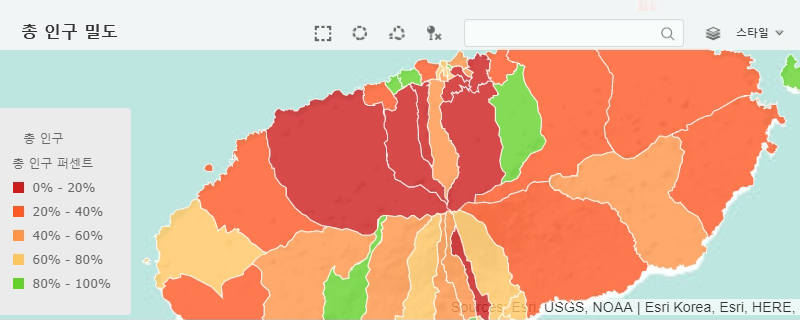 총 인구 밀도
스타일
총 인구
총 인구 퍼센트
0% - 20%
20% - 40%
40% - 60%
60% - 80%
80% - 100%
Sources: Esri, USGS, NOAA | Esri Korea, Esri, HERE,